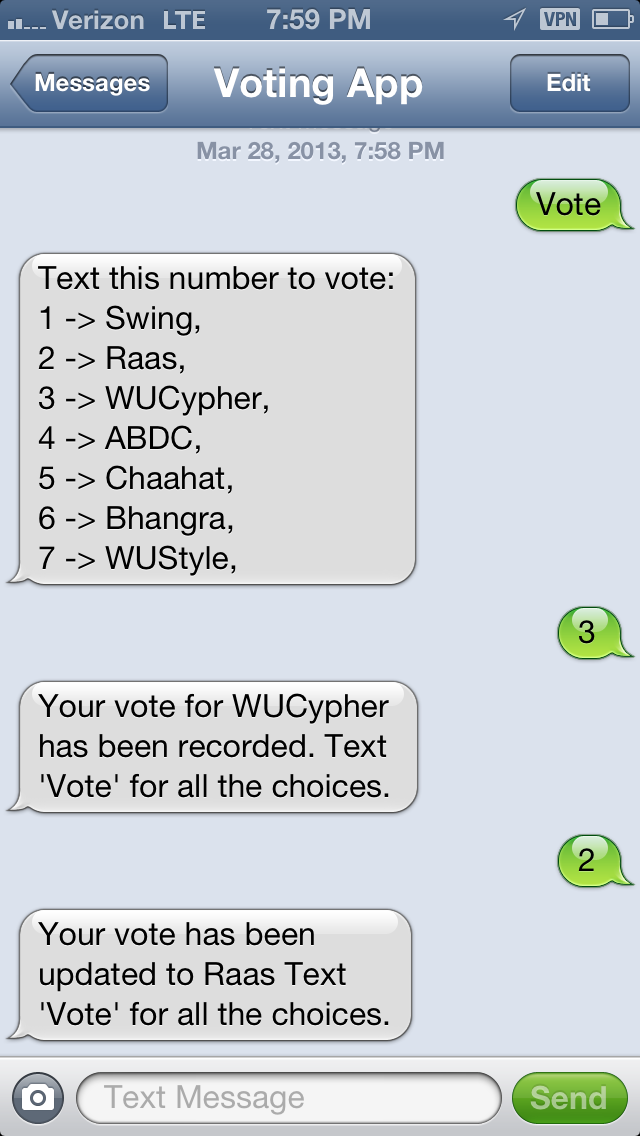 Verizon LTE 7:59 PM VPN
Messages Voting App Edit
Mar 28, 2013, 7:58 PM
Vote
Text this number to vote:
1 -> Swing,
2 -> Raas,
3 -> WUCypher,
4 -> ABDC,
5 -> Chaahat,
6 -> Bhangra,
7 -> WUStyle,
3
Your vote for WUCypher
has been recorded. Text
'Vote' for all the choices.
2
Your vote has been
updated to Raas Text
'Vote' for all the choices.
Text Message Send